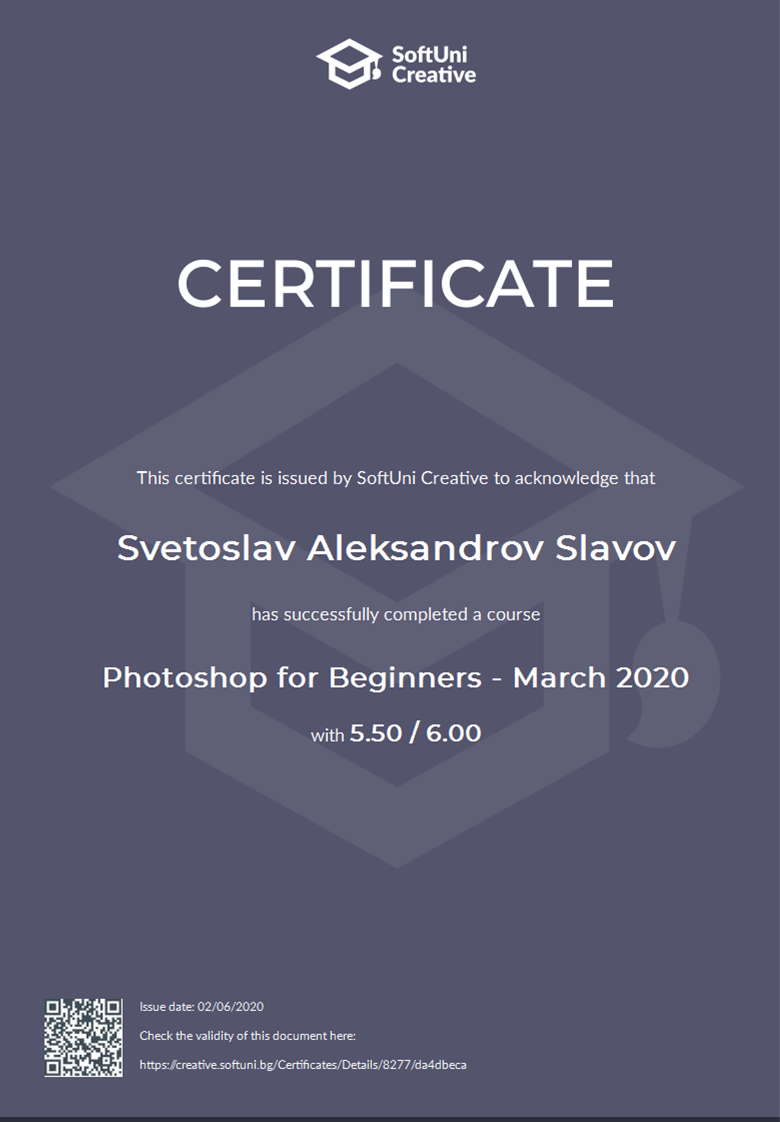 SoftUni
Creative
CERTIFICATE
This certificate is issued by SoftUni Creative to acknowledge that
Svetoslav Aleksandrov Slavov
has successfully completed a course
Photoshop for Beginners - March 2020
with 5.50 / 6.00
Issue date: 02/06/2020
Check the validity of this document here:
https://creative.softuni.bg/Certificates/Details/8277/da4dbeca